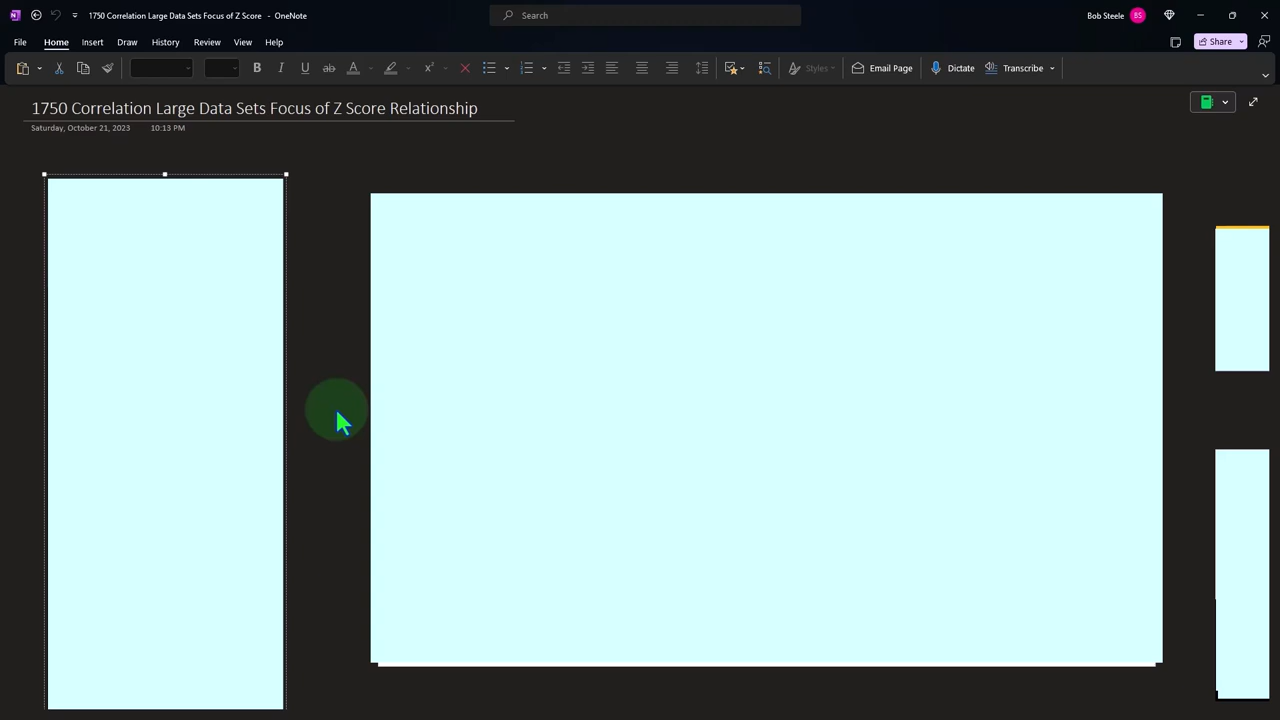 1750 Correlation Large Data Sets Focus of Z Score - OneNote
Search
Bob Steele
BS
File
Home
Insert
Draw
History
Review
View
Help
Share
Styles
Email Page
Dictate
Transcribe
1750 Correlation Large Data Sets Focus of Z Score Relationship
Saturday, October 21, 2023
10:13 PM